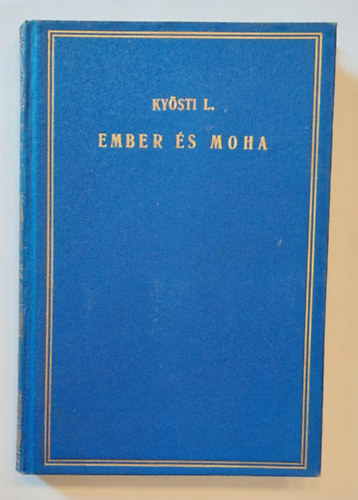 KYÖSTI L.
EMBER ÉS MOHA